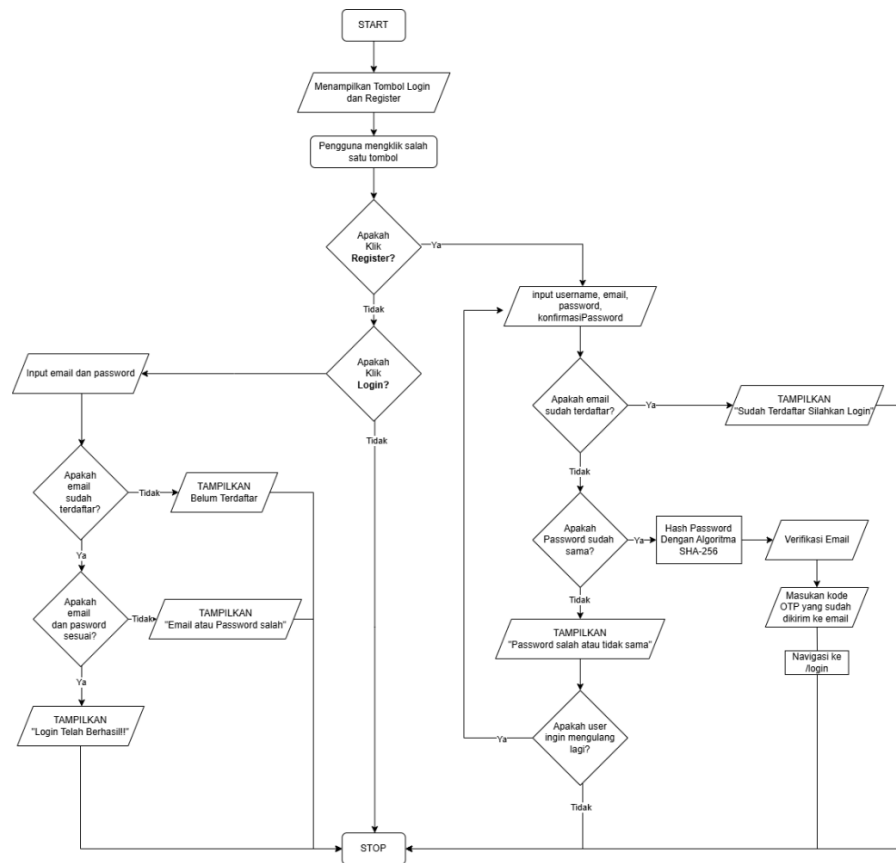 START
Menampilkan Tombol Login
dan Register
Pengguna mengklik salah
satu tombol
Apakah
Klik
Register?
Ya
Tidak
input username, email,
password,
konfirmasiPassword
Apakah
Klik
Login?
Tidak
Input email dan password
Apakah email
sudah terdaftar?
Ya
TAMPILKAN
"Sudah Terdaftar Silahkan Login"
Tidak
Apakah
email
sudah
terdaftar?
Tidak
TAMPILKAN
Belum Terdaftar
Ya
Apakah
Password sudah
sama?
Ya
Hash Password
Dengan Algoritma
SHA-256
Verifikasi Email
Masukan kode
OTP yang sudah
dikirim ke email
Navigasi ke
/login
Tidak
TAMPILKAN
"Password salah atau tidak sama"
Apakah
email
dan pasword
sesuai?
Tidak
TAMPILKAN
"Email atau Password salah"
Ya
TAMPILKAN
"Login Telah Berhasil!!"
Apakah user
ingin mengulang
lagi?
Ya
Tidak
STOP